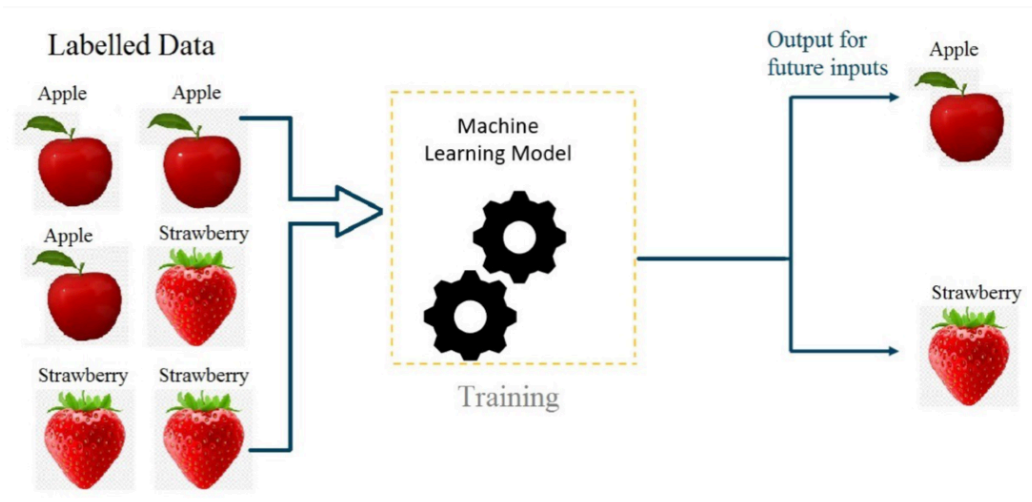 Labelled Data
Apple
Apple
Apple
Strawberry
Strawberry
Strawberry
Machine
Learning Model
Training
Output for
future inputs
Apple
Strawberry